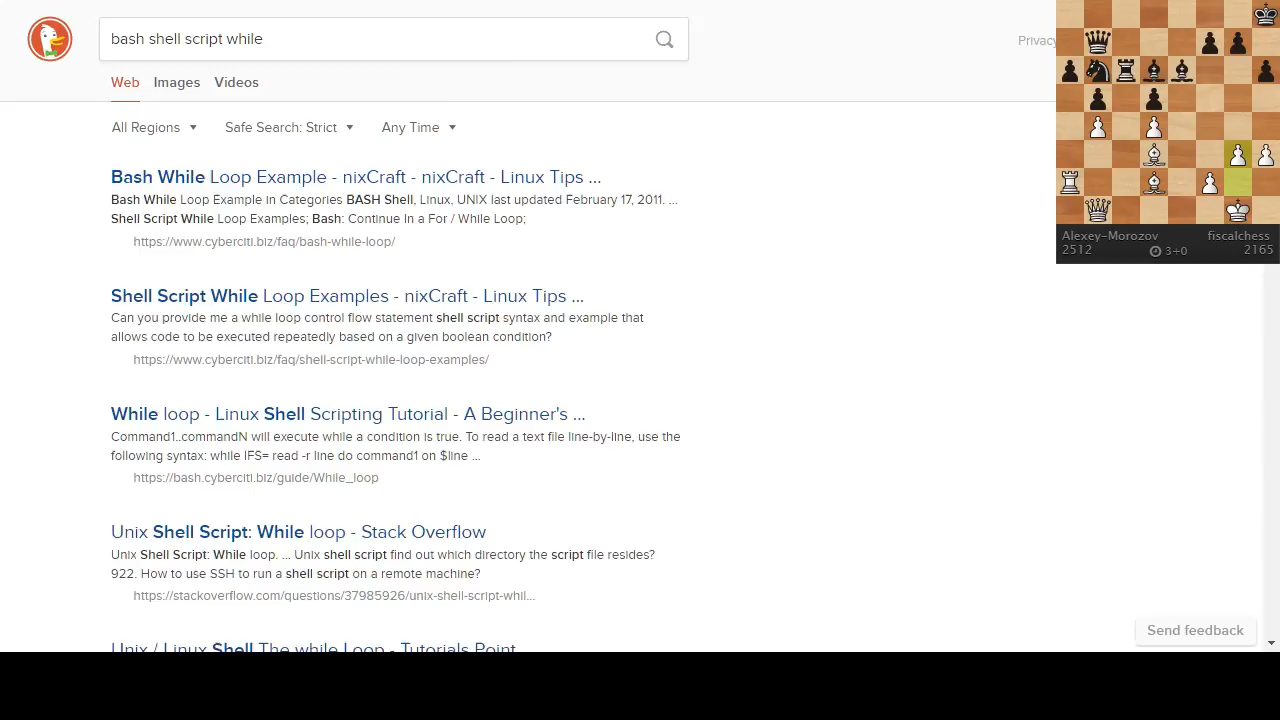 bash shell script while
Privacy
Web Images Videos
All Regions Safe Search: Strict Any Time
Bash While Loop Example - nixCraft - nixCraft - Linux Tips ...
Bash While Loop Example in Categories BASH Shell, Linux, UNIX last updated February 17, 2011. ...
Shell Script While Loop Examples; Bash: Continue In a For / While Loop;
https://www.cyberciti.biz/faq/bash-while-loop/
Shell Script While Loop Examples - nixCraft - Linux Tips ...
Can you provide me a while loop control flow statement shell script syntax and example that
allows code to be executed repeatedly based on a given boolean condition?
https://www.cyberciti.biz/faq/shell-script-while-loop-examples/
While loop - Linux Shell Scripting Tutorial - A Beginner's ...
Command1..commandN will execute while a condition is true. To read a text file line-by-line, use the
following syntax: while IFS= read -r line do command1 on $line ...
https://bash.cyberciti.biz/guide/While_loop
Unix Shell Script: While loop - Stack Overflow
Unix Shell Script: While loop. ... Unix shell script find out which directory the script file resides?
922. How to use SSH to run a shell script on a remote machine?
https://stackoverflow.com/questions/37985926/unix-shell-script-whil...
Unix / Linux Shell The while Loop - Tutorials Point
Alexey-Morozov fiscalchess
2512 3+0 2165
Send feedback